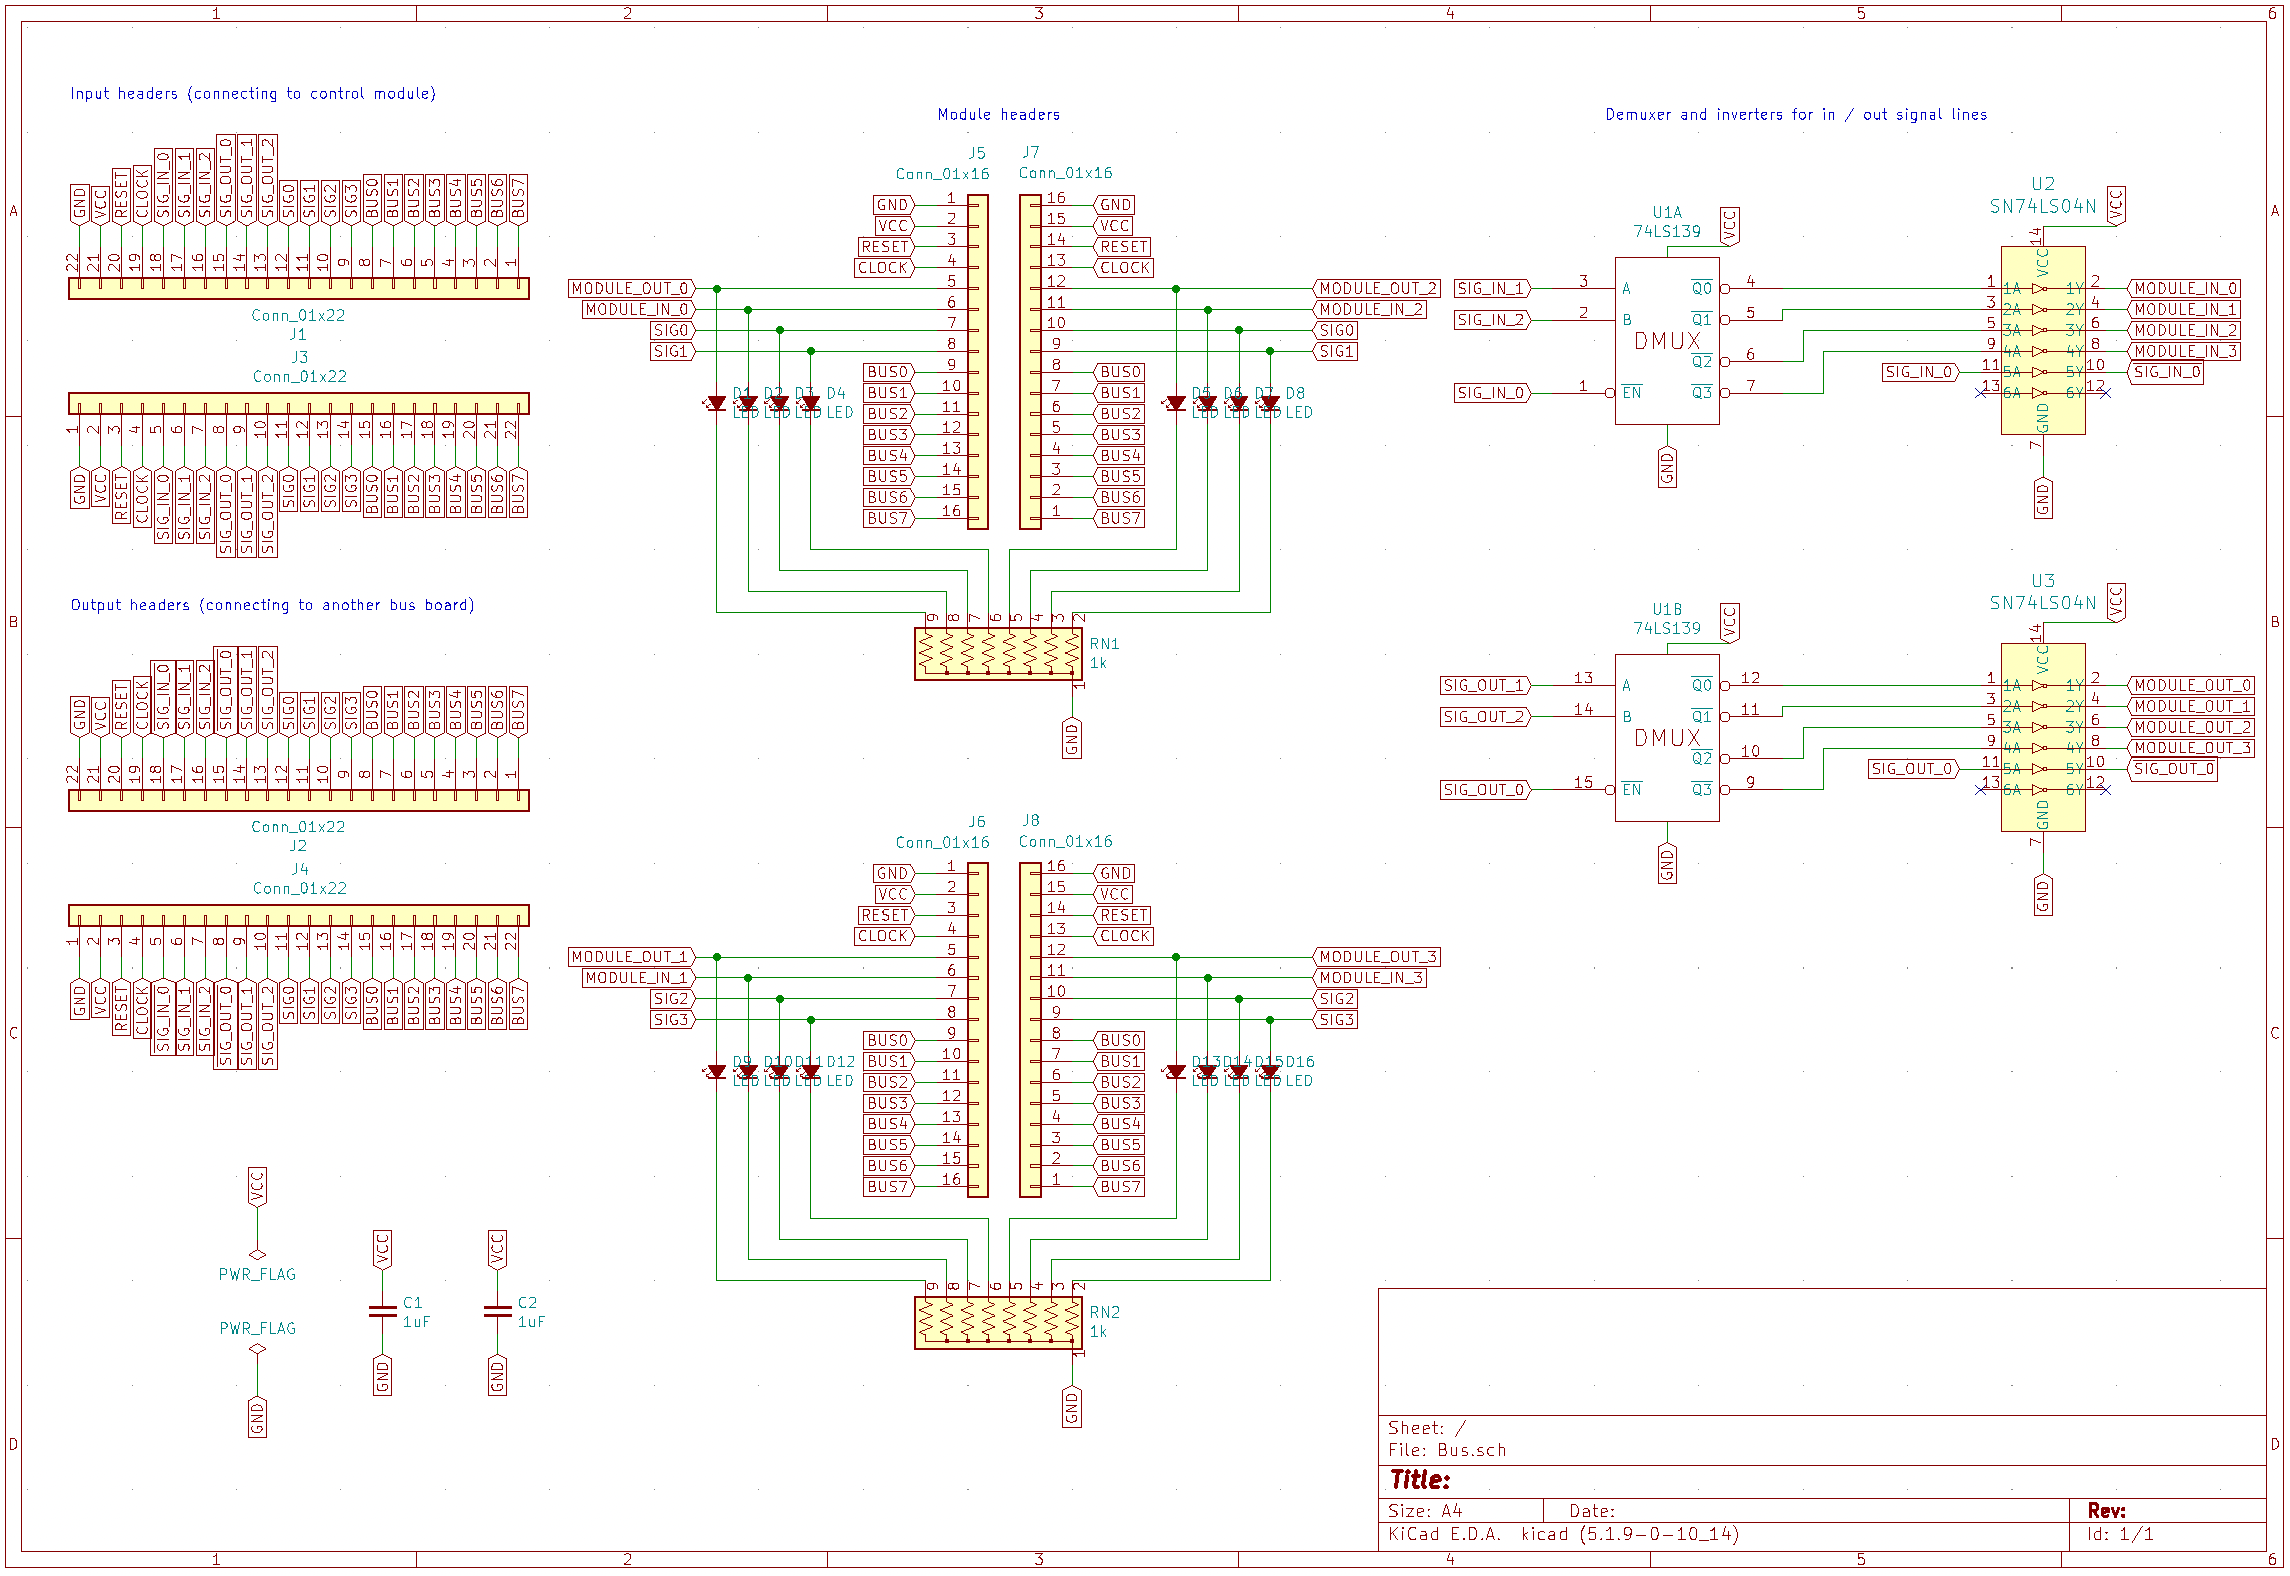 1 2 3 4 5 6
A B C D
Input headers (connecting to control module)
GND VCC RESET CLOCK SIG_IN_0 SIG_IN_1 SIG_IN_2 SIG_OUT_0 SIG_OUT_1 SIG_OUT_2 SIG0 SIG1 SIG2 SIG3 BUS0 BUS1 BUS2 BUS3 BUS4 BUS5 BUS6 BUS7
22 21 20 19 18 17 16 15 14 13 12 11 10 9 8 7 6 5 4 3 2 1
Conn_01x22
J1
J3
Conn_01x22
1 2 3 4 5 6 7 8 9 10 11 12 13 14 15 16 17 18 19 20 21 22
GND VCC RESET CLOCK SIG_IN_0 SIG_IN_1 SIG_IN_2 SIG_OUT_0 SIG_OUT_1 SIG_OUT_2 SIG0 SIG1 SIG2 SIG3 BUS0 BUS1 BUS2 BUS3 BUS4 BUS5 BUS6 BUS7
Output headers (connecting to another bus board)
GND VCC RESET CLOCK S̅I̅G̅_̅I̅N̅_̅0̅ SIG_IN_1 SIG_IN_2 S̅I̅G̅_̅O̅U̅T̅_̅0̅ SIG_OUT_1 SIG_OUT_2 SIG0 SIG1 SIG2 SIG3 BUS0 BUS1 BUS2 BUS3 BUS4 BUS5 BUS6 BUS7
22 21 20 19 18 17 16 15 14 13 12 11 10 9 8 7 6 5 4 3 2 1
Conn_01x22
J2
J4
Conn_01x22
1 2 3 4 5 6 7 8 9 10 11 12 13 14 15 16 17 18 19 20 21 22
GND VCC RESET CLOCK S̅I̅G̅_̅I̅N̅_̅0̅ SIG_IN_1 SIG_IN_2 S̅I̅G̅_̅O̅U̅T̅_̅0̅ SIG_OUT_1 SIG_OUT_2 SIG0 SIG1 SIG2 SIG3 BUS0 BUS1 BUS2 BUS3 BUS4 BUS5 BUS6 BUS7
VCC
PWR_FLAG
PWR_FLAG
GND
VCC
C1
1uF
GND
VCC
C2
1uF
GND
Module headers
J5 J7
Conn_01x16 Conn_01x16
GND 1 16 GND
VCC 2 15 VCC
RESET 3 14 RESET
CLOCK 4 13 CLOCK
MODULE_OUT_0 5 12 MODULE_OUT_2
MODULE_IN_0 6 11 MODULE_IN_2
SIG0 7 10 SIG0
SIG1 8 9 SIG1
BUS0 9 8 BUS0
BUS1 10 7 BUS1
BUS2 11 6 BUS2
BUS3 12 5 BUS3
BUS4 13 4 BUS4
BUS5 14 3 BUS5
BUS6 15 2 BUS6
BUS7 16 1 BUS7
D1 D2 D3 D4 D5 D6 D7 D8
LED LED LED LED LED LED LED LED
9 8 7 6 5 4 3 2
RN1
1k
1
GND
J6 J8
Conn_01x16 Conn_01x16
GND 1 16 GND
VCC 2 15 VCC
RESET 3 14 RESET
CLOCK 4 13 CLOCK
MODULE_OUT_1 5 12 MODULE_OUT_3
MODULE_IN_1 6 11 MODULE_IN_3
SIG2 7 10 SIG2
SIG3 8 9 SIG3
BUS0 9 8 BUS0
BUS1 10 7 BUS1
BUS2 11 6 BUS2
BUS3 12 5 BUS3
BUS4 13 4 BUS4
BUS5 14 3 BUS5
BUS6 15 2 BUS6
BUS7 16 1 BUS7
D9 D10 D11 D12 D13 D14 D15 D16
LED LED LED LED LED LED LED LED
9 8 7 6 5 4 3 2
RN2
1k
1
GND
Demuxer and inverters for in / out signal lines
U1A
74LS139
VCC
SIG_IN_1 3 A Q̅0̅ 4
SIG_IN_2 2 B Q̅1̅ 5
DMUX
Q̅2̅ 6
SIG_IN_0 1 E̅N̅ Q̅3̅ 7
GND
U2
SN74LS04N
VCC
14
VCC
1 1A 1Y 2 MODULE_IN_0
3 2A 2Y 4 MODULE_IN_1
5 3A 3Y 6 MODULE_IN_2
9 4A 4Y 8 MODULE_IN_3
SIG_IN_0 11 5A 5Y 10 S̅I̅G̅_̅I̅N̅_̅0̅
13 6A 6Y 12
GND
7
GND
U1B
74LS139
VCC
SIG_OUT_1 13 A Q̅0̅ 12
SIG_OUT_2 14 B Q̅1̅ 11
DMUX
Q̅2̅ 10
SIG_OUT_0 15 E̅N̅ Q̅3̅ 9
GND
U3
SN74LS04N
VCC
14
VCC
1 1A 1Y 2 MODULE_OUT_0
3 2A 2Y 4 MODULE_OUT_1
5 3A 3Y 6 MODULE_OUT_2
9 4A 4Y 8 MODULE_OUT_3
SIG_OUT_0 11 5A 5Y 10 S̅I̅G̅_̅O̅U̅T̅_̅0̅
13 6A 6Y 12
GND
7
GND
Sheet: /
File: Bus.sch
Title:
Size: A4 Date: Rev:
KiCad E.D.A. kicad (5.1.9-0-10_14) Id: 1/1
A B C D
1 2 3 4 5 6